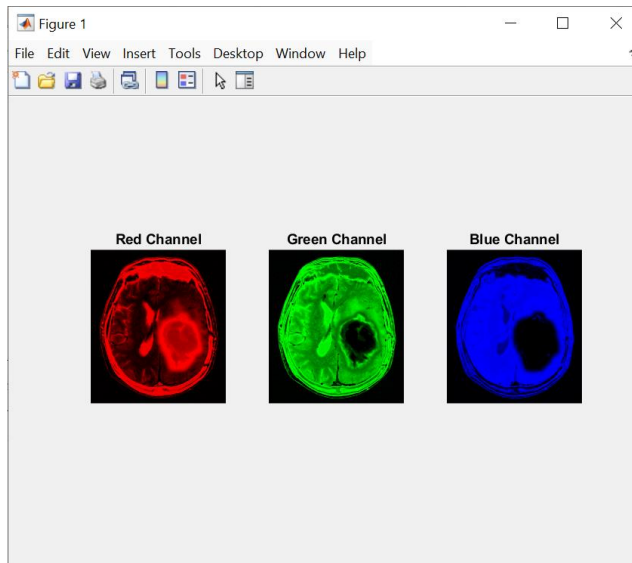 Figure 1
File Edit View Insert Tools Desktop Window Help
Red Channel Green Channel Blue Channel